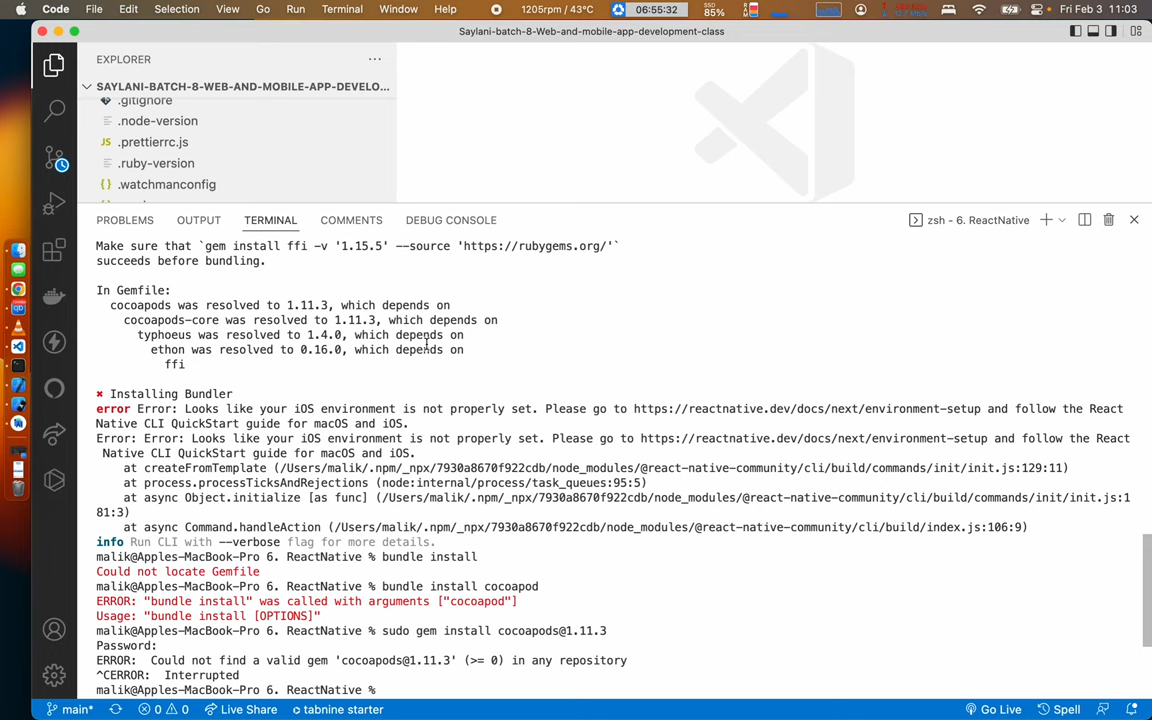 Code File Edit Selection View Go Run Terminal Window Help 1205rpm / 43°C 06:55:32 SSD 85% Fri Feb 3 11:03
Saylani-batch-8-Web-and-mobile-app-development-class
EXPLORER ...
SAYLANI-BATCH-8-WEB-AND-MOBILE-APP-DEVELO...
.gitignore
.node-version
JS .prettierrc.js
.ruby-version
{ } .watchmanconfig
PROBLEMS OUTPUT TERMINAL COMMENTS DEBUG CONSOLE zsh - 6. ReactNative
Make sure that `gem install ffi -v '1.15.5' --source 'https://rubygems.org/'`
succeeds before bundling.
In Gemfile:
cocoapods was resolved to 1.11.3, which depends on
cocoapods-core was resolved to 1.11.3, which depends on
typhoeus was resolved to 1.4.0, which depends on
ethon was resolved to 0.16.0, which depends on
ffi
✖ Installing Bundler
error Error: Looks like your iOS environment is not properly set. Please go to https://reactnative.dev/docs/next/environment-setup and follow the React
Native CLI QuickStart guide for macOS and iOS.
Error: Error: Looks like your iOS environment is not properly set. Please go to https://reactnative.dev/docs/next/environment-setup and follow the React
Native CLI QuickStart guide for macOS and iOS.
at createFromTemplate (/Users/malik/.npm/_npx/7930a8670f922cdb/node_modules/@react-native-community/cli/build/commands/init/init.js:129:11)
at process.processTicksAndRejections (node:internal/process/task_queues:95:5)
at async Object.initialize [as func] (/Users/malik/.npm/_npx/7930a8670f922cdb/node_modules/@react-native-community/cli/build/commands/init/init.js:1
81:3)
at async Command.handleAction (/Users/malik/.npm/_npx/7930a8670f922cdb/node_modules/@react-native-community/cli/build/index.js:106:9)
info Run CLI with --verbose flag for more details.
malik@Apples-MacBook-Pro 6. ReactNative % bundle install
Could not locate Gemfile
malik@Apples-MacBook-Pro 6. ReactNative % bundle install cocoapod
ERROR: "bundle install" was called with arguments ["cocoapod"]
Usage: "bundle install [OPTIONS]"
malik@Apples-MacBook-Pro 6. ReactNative % sudo gem install cocoapods@1.11.3
Password:
ERROR:  Could not find a valid gem 'cocoapods@1.11.3' (>= 0) in any repository
^CERROR:  Interrupted
malik@Apples-MacBook-Pro 6. ReactNative %
main* 0 0 Live Share tabnine starter Go Live Spell